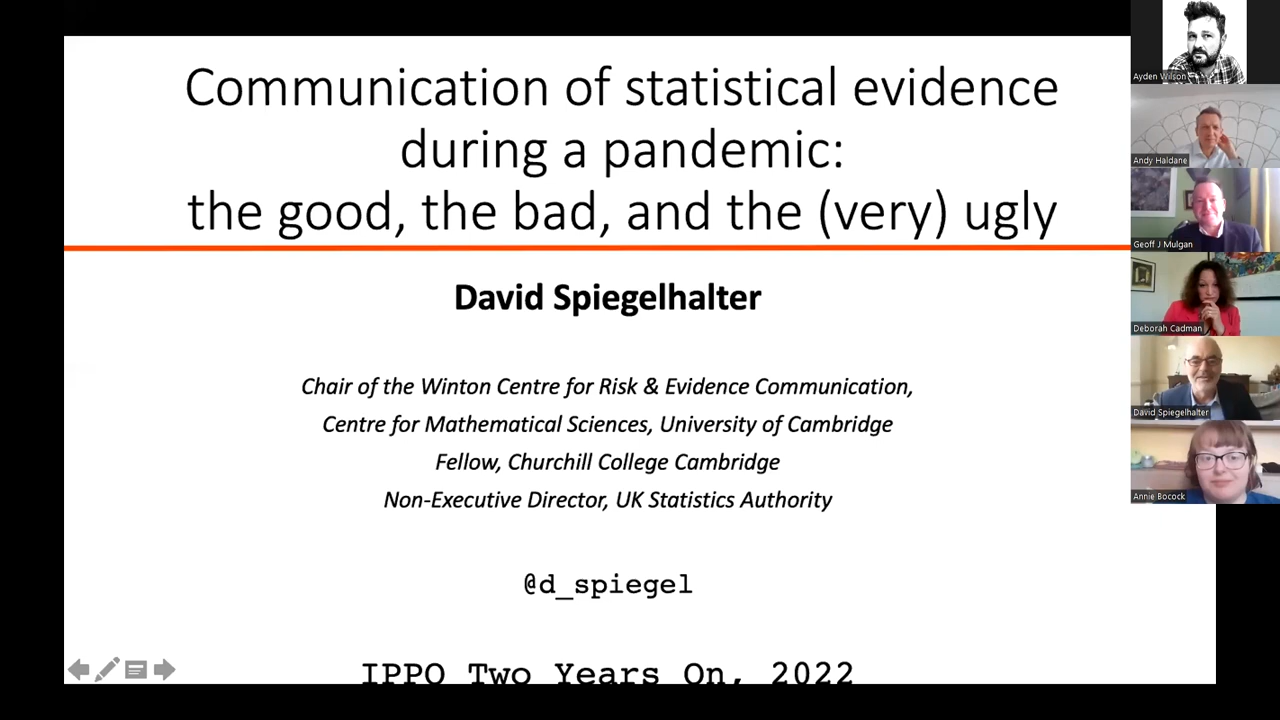 Communication of statistical evidence
during a pandemic:
the good, the bad, and the (very) ugly
David Spiegelhalter
Chair of the Winton Centre for Risk & Evidence Communication,
Centre for Mathematical Sciences, University of Cambridge
Fellow, Churchill College Cambridge
Non-Executive Director, UK Statistics Authority
@d_spiegel
IPPO Two Years On, 2022
Ayden Wilson
Andy Haldane
Geoff J Mulgan
Deborah Cadman
David Spiegelhalter
Annie Bocock